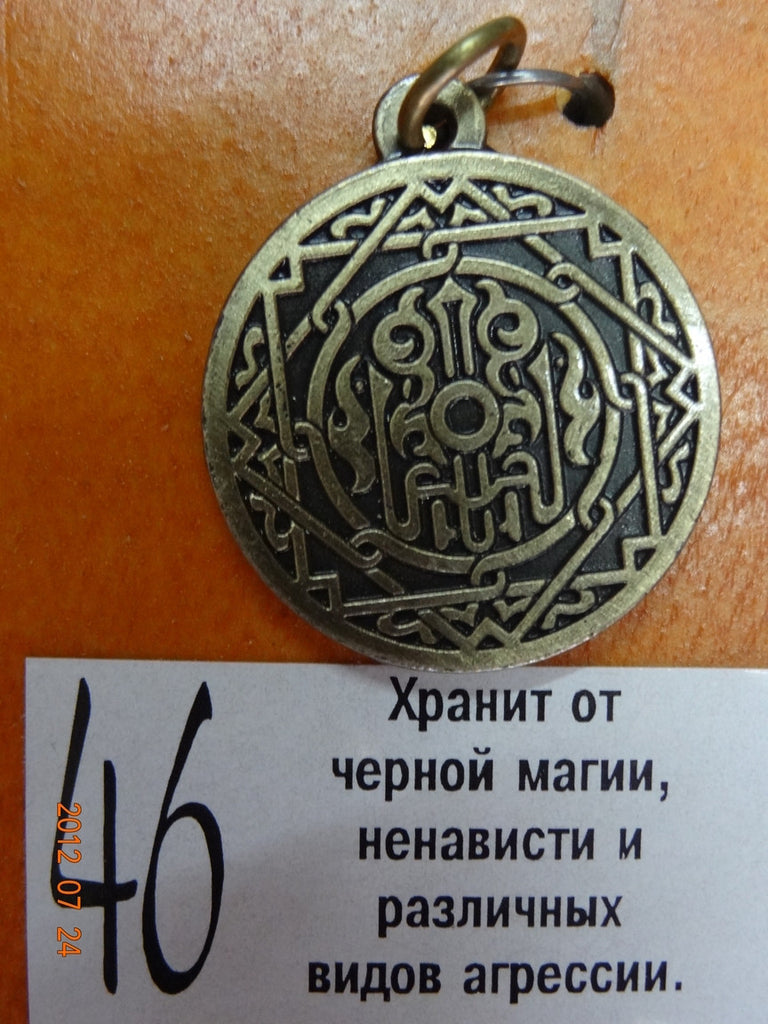 46
Хранит от
черной магии,
ненависти и
различных
видов агрессии.
2012 07 24